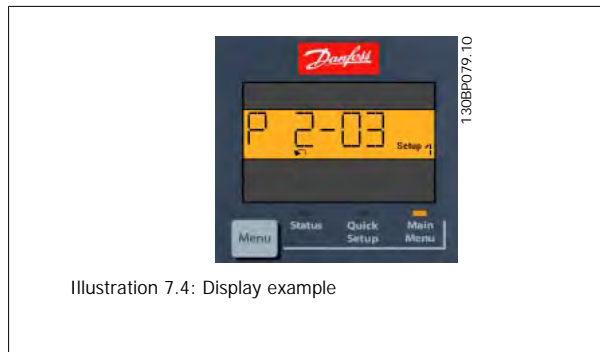 Danfoss
130BP079.10
P 2-03
Setup 1
Status
Quick
Setup
Main
Menu
Menu
Illustration 7.4: Display example